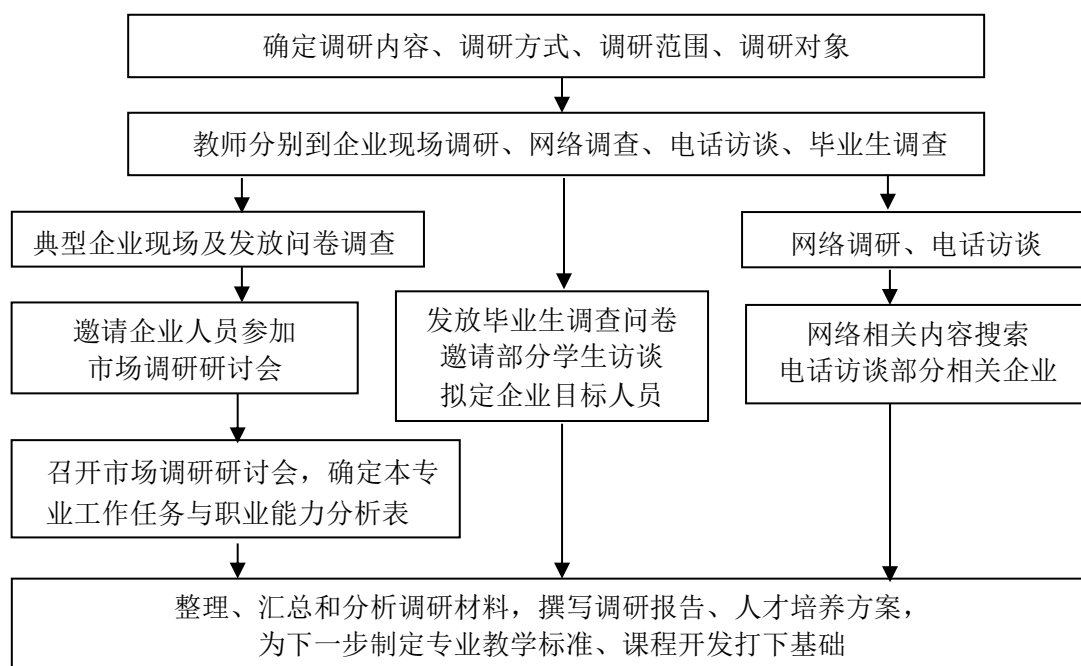 确定调研内容、调研方式、调研范围、调研对象
教师分别到企业现场调研、网络调查、电话访谈、毕业生调查
典型企业现场及发放问卷调查
网络调研、电话访谈
邀请企业人员参加
市场调研研讨会
发放毕业生调查问卷
邀请部分学生访谈
拟定企业目标人员
网络相关内容搜索
电话访谈部分相关企业
召开市场调研研讨会，确定本专
业工作任务与职业能力分析表
整理、汇总和分析调研材料，撰写调研报告、人才培养方案，
为下一步制定专业教学标准、课程开发打下基础